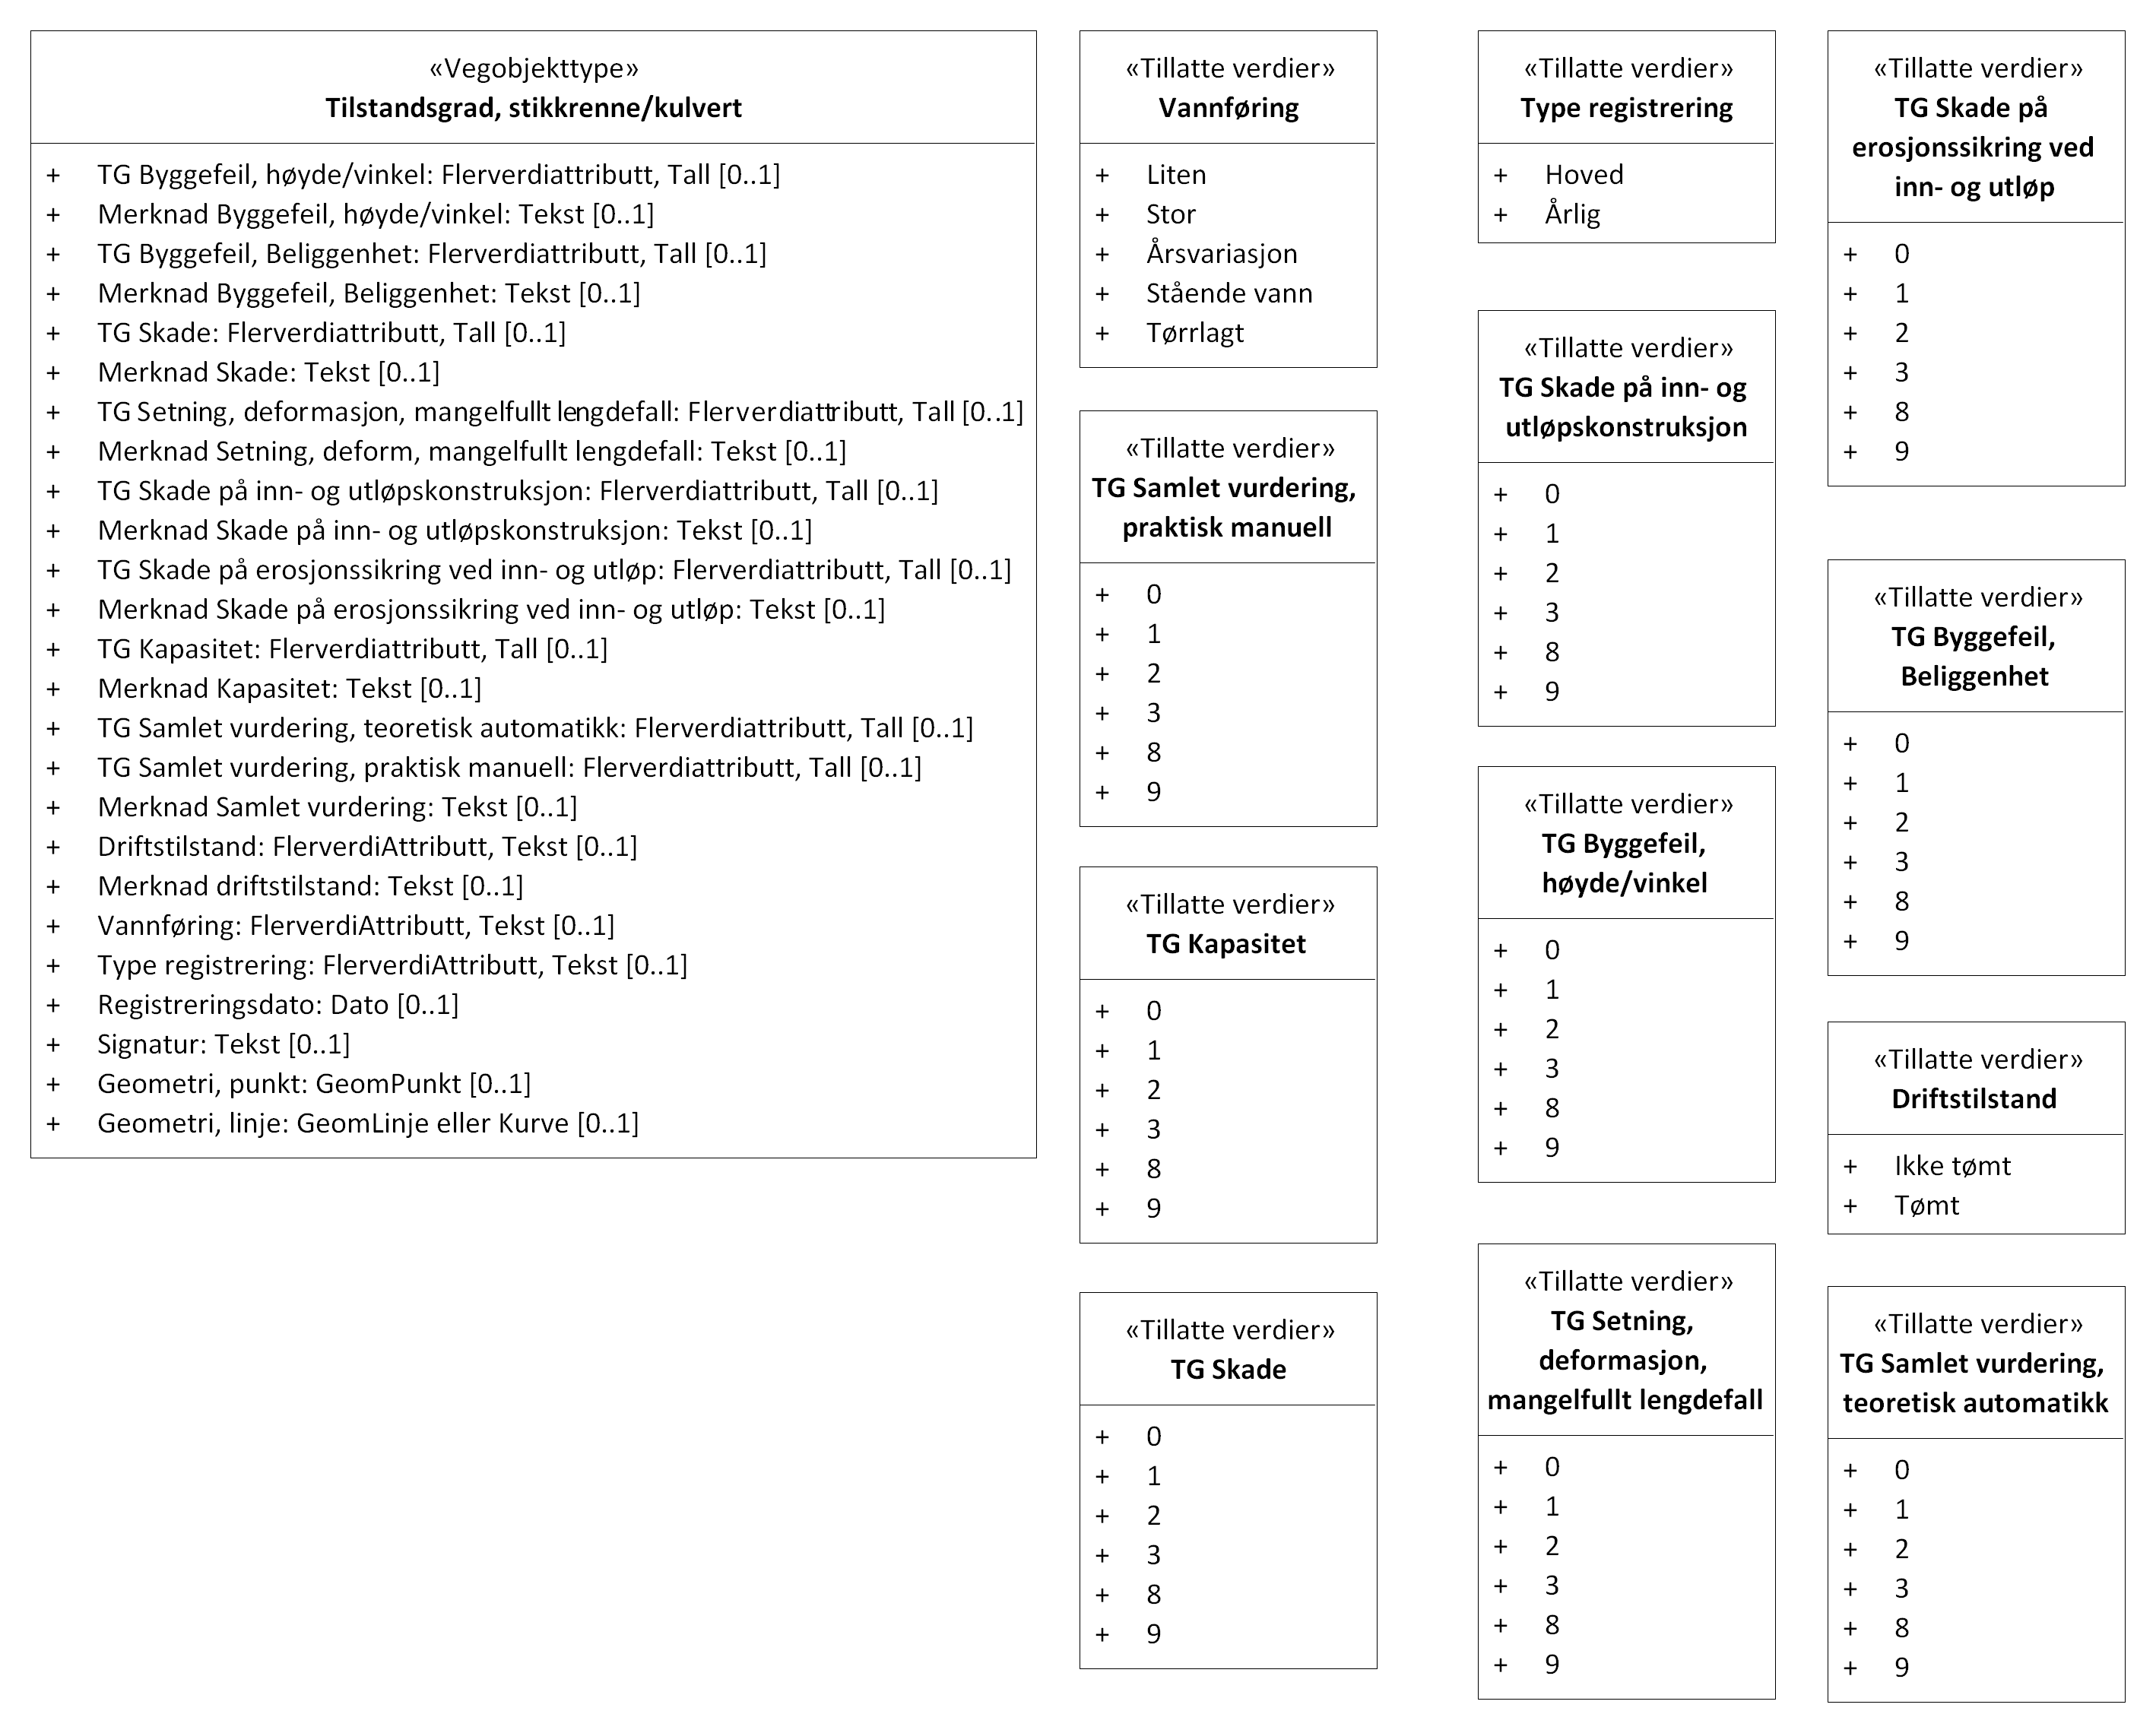 «Vegobjekttype»
Tilstandsgrad, stikkrenne/kulvert
+ TG Byggefeil, høyde/vinkel: Flerverdiattributt, Tall [0..1]
+ Merknad Byggefeil, høyde/vinkel: Tekst [0..1]
+ TG Byggefeil, Beliggenhet: Flerverdiattributt, Tall [0..1]
+ Merknad Byggefeil, Beliggenhet: Tekst [0..1]
+ TG Skade: Flerverdiattributt, Tall [0..1]
+ Merknad Skade: Tekst [0..1]
+ TG Setning, deformasjon, mangelfullt lengdefall: Flerverdiattributt, Tall [0..1]
+ Merknad Setning, deform, mangelfullt lengdefall: Tekst [0..1]
+ TG Skade på inn- og utløpskonstruksjon: Flerverdiattributt, Tall [0..1]
+ Merknad Skade på inn- og utløpskonstruksjon: Tekst [0..1]
+ TG Skade på erosjonssikring ved inn- og utløp: Flerverdiattributt, Tall [0..1]
+ Merknad Skade på erosjonssikring ved inn- og utløp: Tekst [0..1]
+ TG Kapasitet: Flerverdiattributt, Tall [0..1]
+ Merknad Kapasitet: Tekst [0..1]
+ TG Samlet vurdering, teoretisk automatikk: Flerverdiattributt, Tall [0..1]
+ TG Samlet vurdering, praktisk manuell: Flerverdiattributt, Tall [0..1]
+ Merknad Samlet vurdering: Tekst [0..1]
+ Driftstilstand: FlerverdiAttributt, Tekst [0..1]
+ Merknad driftstilstand: Tekst [0..1]
+ Vannføring: FlerverdiAttributt, Tekst [0..1]
+ Type registrering: FlerverdiAttributt, Tekst [0..1]
+ Registreringsdato: Dato [0..1]
+ Signatur: Tekst [0..1]
+ Geometri, punkt: GeomPunkt [0..1]
+ Geometri, linje: GeomLinje eller Kurve [0..1]
«Tillatte verdier»
Vannføring
+ Liten
+ Stor
+ Årsvariasjon
+ Stående vann
+ Tørrlagt
«Tillatte verdier»
TG Samlet vurdering,
praktisk manuell
+ 0
+ 1
+ 2
+ 3
+ 8
+ 9
«Tillatte verdier»
TG Kapasitet
+ 0
+ 1
+ 2
+ 3
+ 8
+ 9
«Tillatte verdier»
TG Skade
+ 0
+ 1
+ 2
+ 3
+ 8
+ 9
«Tillatte verdier»
Type registrering
+ Hoved
+ Årlig
«Tillatte verdier»
TG Skade på inn- og
utløpskonstruksjon
+ 0
+ 1
+ 2
+ 3
+ 8
+ 9
«Tillatte verdier»
TG Byggefeil,
høyde/vinkel
+ 0
+ 1
+ 2
+ 3
+ 8
+ 9
«Tillatte verdier»
TG Setning,
deformasjon,
mangelfullt lengdefall
+ 0
+ 1
+ 2
+ 3
+ 8
+ 9
«Tillatte verdier»
TG Skade på
erosjonssikring ved
inn- og utløp
+ 0
+ 1
+ 2
+ 3
+ 8
+ 9
«Tillatte verdier»
TG Byggefeil,
Beliggenhet
+ 0
+ 1
+ 2
+ 3
+ 8
+ 9
«Tillatte verdier»
Driftstilstand
+ Ikke tømt
+ Tømt
«Tillatte verdier»
TG Samlet vurdering,
teoretisk automatikk
+ 0
+ 1
+ 2
+ 3
+ 8
+ 9